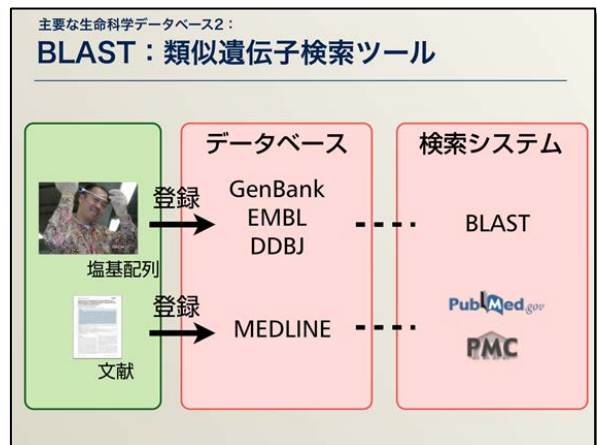 主要な生命科学データベース2：
BLAST：類似遺伝子検索ツール
データベース
検索システム
登録
GenBank
EMBL
DDBJ
BLAST
塩基配列
登録
MEDLINE
PubMed.gov
PMC
文献